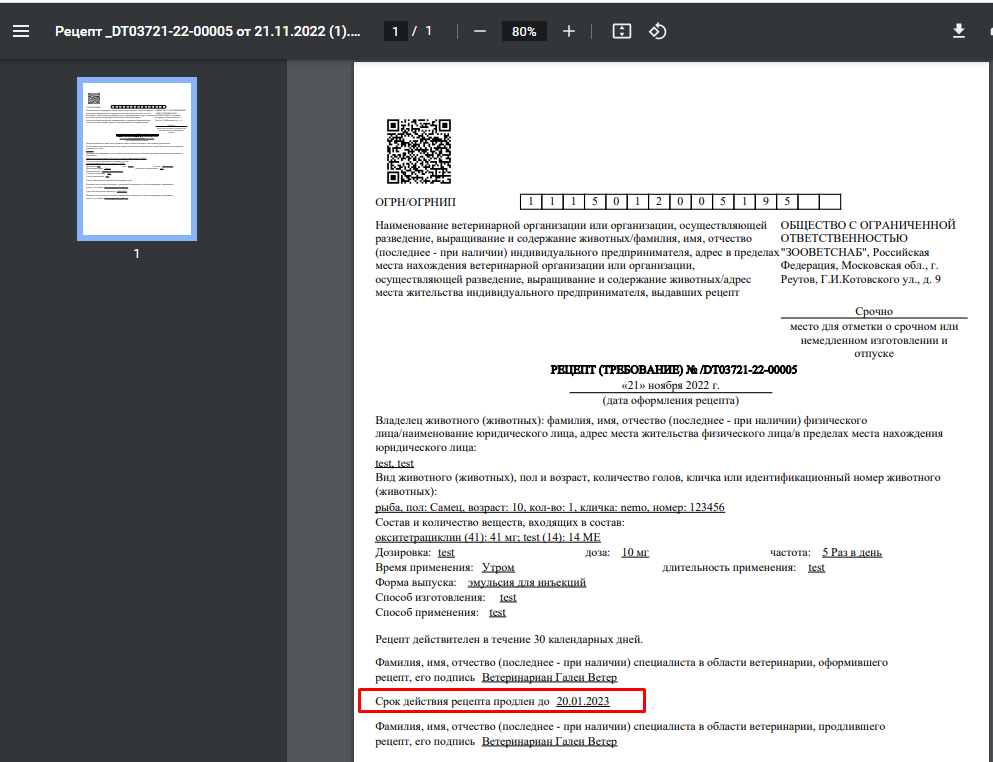 Рецепт _DT03721-22-00005 от 21.11.2022 (1)....
1 / 1
80%
1
ОГРН/ОГРНИП
1 1 1 5 0 1 2 0 0 5 1 9 5
Наименование ветеринарной организации или организации, осуществляющей
разведение, выращивание и содержание животных/фамилия, имя, отчество
(последнее - при наличии) индивидуального предпринимателя, адрес в пределах
места нахождения ветеринарной организации или организации,
осуществляющей разведение, выращивание и содержание животных/адрес
места жительства индивидуального предпринимателя, выдавших рецепт
ОБЩЕСТВО С ОГРАНИЧЕННОЙ
ОТВЕТСТВЕННОСТЬЮ
"ЗООВЕТСНАБ", Российская
Федерация, Московская обл., г.
Реутов, Г.И.Котовского ул., д. 9
Срочно
место для отметки о срочном или
немедленном изготовлении и
отпуске
РЕЦЕПТ (ТРЕБОВАНИЕ) № /DT03721-22-00005
«21» ноября 2022 г.
(дата оформления рецепта)
Владелец животного (животных): фамилия, имя, отчество (последнее - при наличии) физического
лица/наименование юридического лица, адрес места жительства физического лица/в пределах места нахождения
юридического лица:
test, test
Вид животного (животных), пол и возраст, количество голов, кличка или идентификационный номер животного
(животных):
рыба, пол: Самец, возраст: 10, кол-во: 1, кличка: nemo, номер: 123456
Состав и количество веществ, входящих в состав:
окситетрациклин (41): 41 мг; test (14): 14 МЕ
Дозировка: test доза: 10 мг частота: 5 Раз в день
Время применения: Утром длительность применения: test
Форма выпуска: эмульсия для инъекций
Способ изготовления: test
Способ применения: test
Рецепт действителен в течение 30 календарных дней.
Фамилия, имя, отчество (последнее - при наличии) специалиста в области ветеринарии, оформившего
рецепт, его подпись Ветеринариан Гален Ветер
Срок действия рецепта продлен до 20.01.2023
Фамилия, имя, отчество (последнее - при наличии) специалиста в области ветеринарии, продлившего
рецепт, его подпись Ветеринариан Гален Ветер